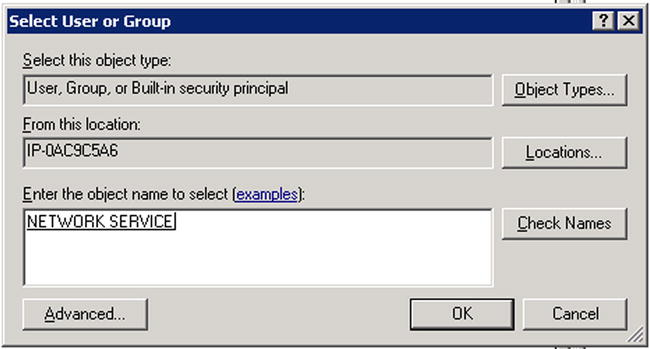 Select User or Group
Select this object type:
User, Group, or Built-in security principal
Object Types...
From this location:
IP-0AC9C5A6
Locations...
Enter the object name to select (examples):
NETWORK SERVICE
Check Names
Advanced...
OK
Cancel